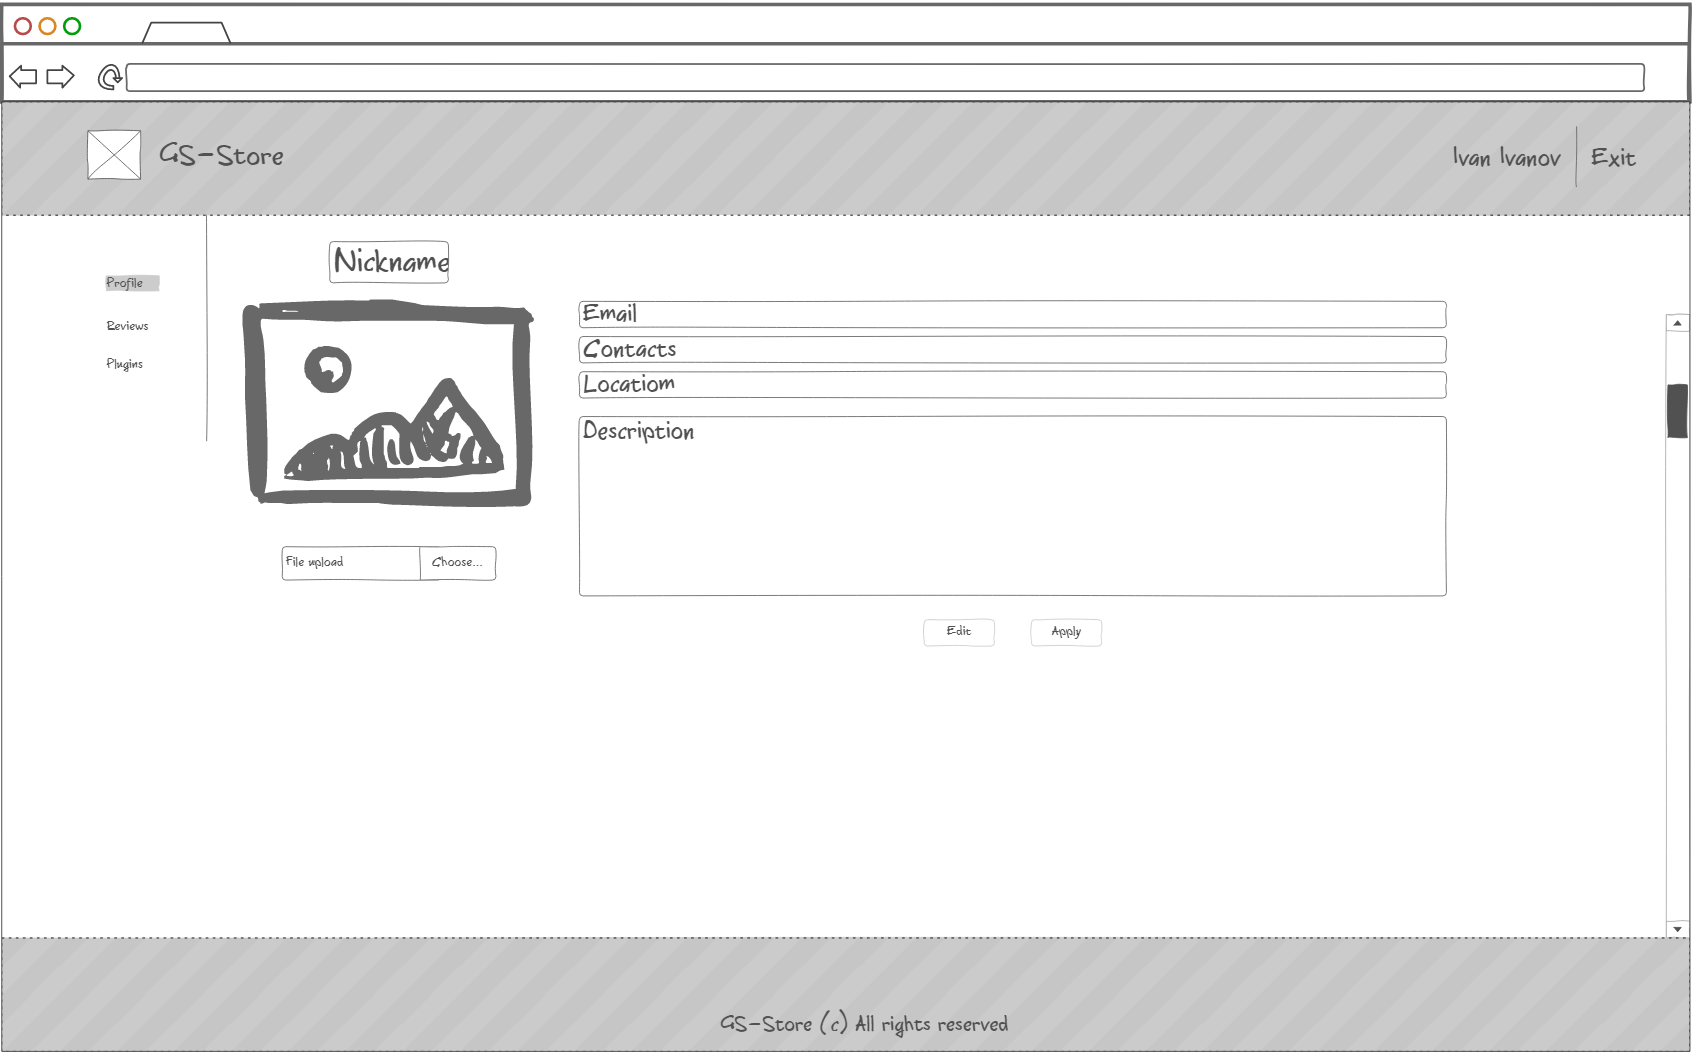 GS-Store
Ivan Ivanov
Exit
Profile
Reviews
Plugins
Nickname
File upload
Choose...
Email
Contacts
Locatiom
Description
Edit
Apply
GS-Store (c) All rights reserved